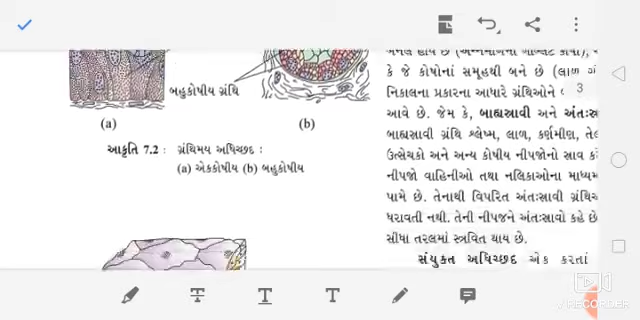 બહુકોષીય ગ્રંથિ
(a)
(b)
આકૃતિ 7.2 : ગ્રંથિમય અધિચ્છદ :
(a) એકકોષીય (b) બહુકોષીય
કે જે કોષોનાં સમૂહથી બને છે (લાળ
નિકાલના પ્રકારના આધારે ગ્રંથિઓને
આવે છે. જેમ કે, બાહ્યસ્રાવી અને
બાહ્યસ્રાવી ગ્રંથિ શ્લેષ્મ, લાળ, કર્ણમીણ,
ઉત્સેચકો અને અન્ય કોષીય નીપજોનો સ્રાવ
નીપજો વાહિનીઓ તથા નલિકાઓના
પામે છે. તેનાથી વિપરિત અંતઃસ્રાવી
ધરાવતી નથી. તેની નીપજને અંતઃસ્રાવો કહે છે
સીધા તરલમાં સ્ત્રવિત થાય છે.
સંયુક્ત અધિચ્છદ એક કરતાં
3
RECORDER